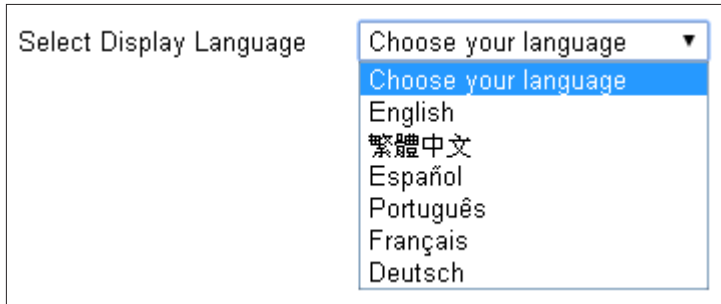 Select Display Language Choose your language
Choose your language
English
繁體中文
Español
Português
Français
Deutsch